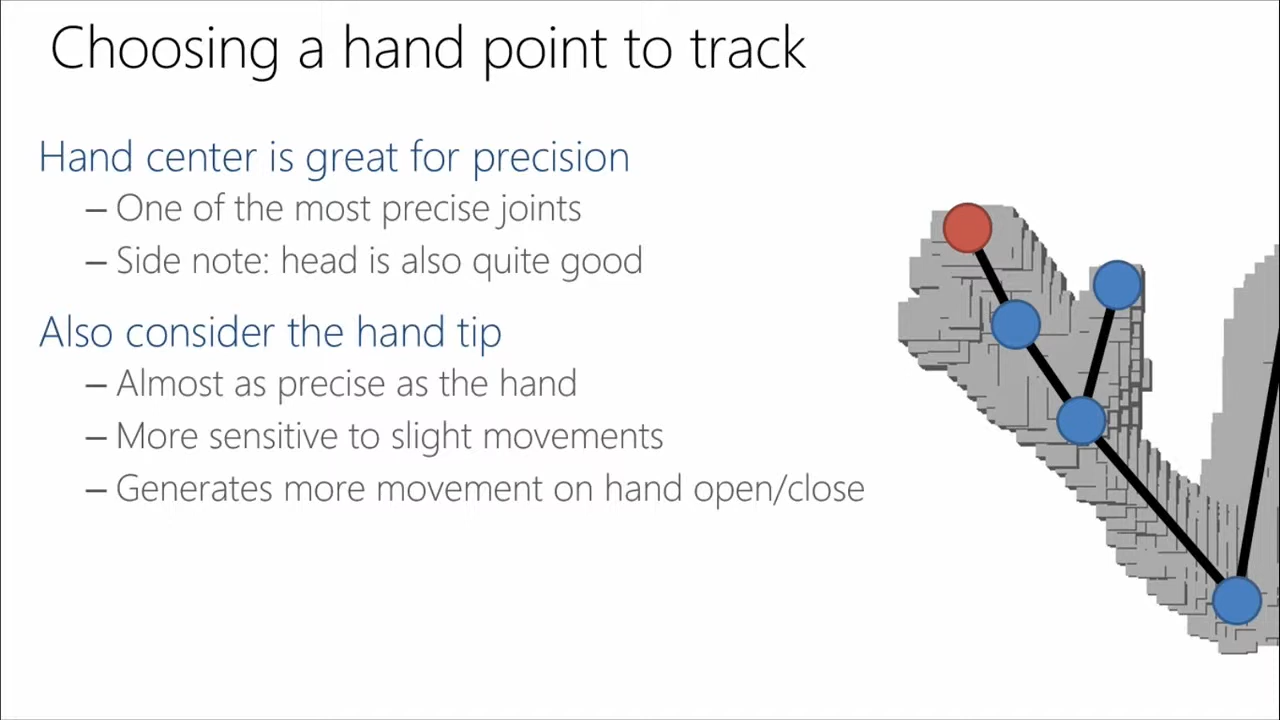 Choosing a hand point to track
Hand center is great for precision
– One of the most precise joints
– Side note: head is also quite good
Also consider the hand tip
– Almost as precise as the hand
– More sensitive to slight movements
– Generates more movement on hand open/close